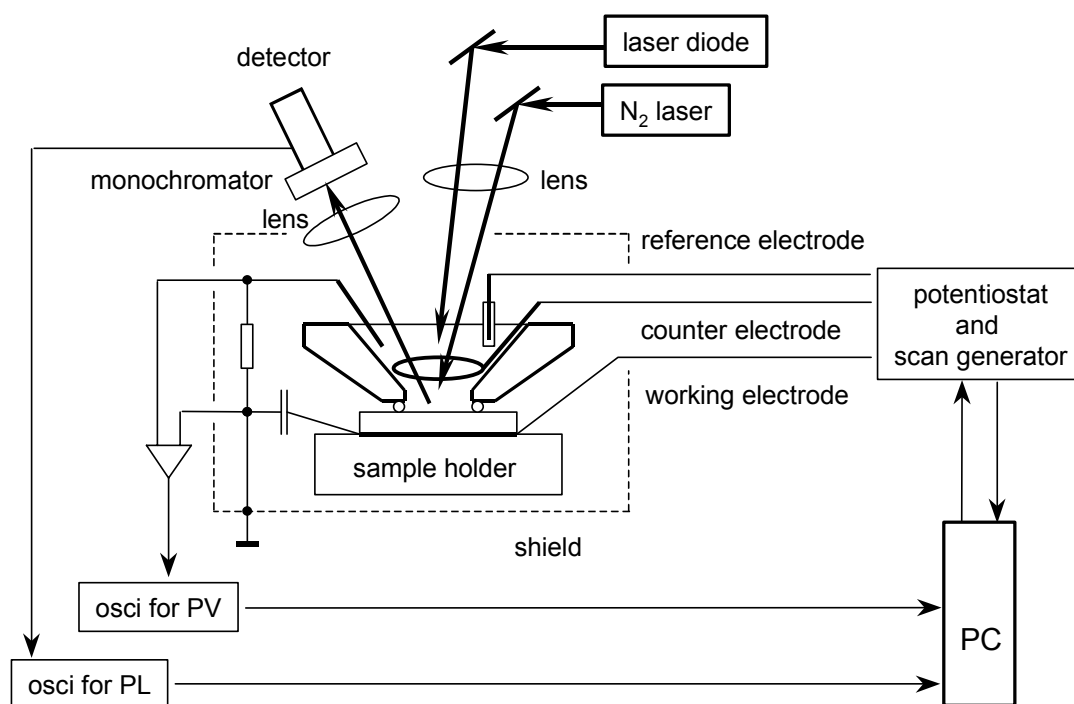 laser diode
detector
N₂ laser
monochromator
lens
lens
reference electrode
potentiostat
and
scan generator
counter electrode
working electrode
sample holder
shield
osci for PV
PC
osci for PL